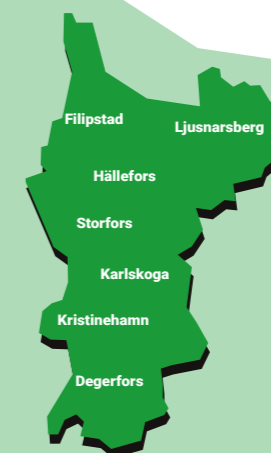 Filipstad
Ljusnarsberg
Hällefors
Storfors
Karlskoga
Kristinehamn
Degerfors